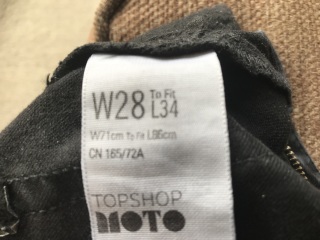 W28 To Fit L34
W71cm To Fit L86cm
CN 165/72A
TOPSHOP
MOTO